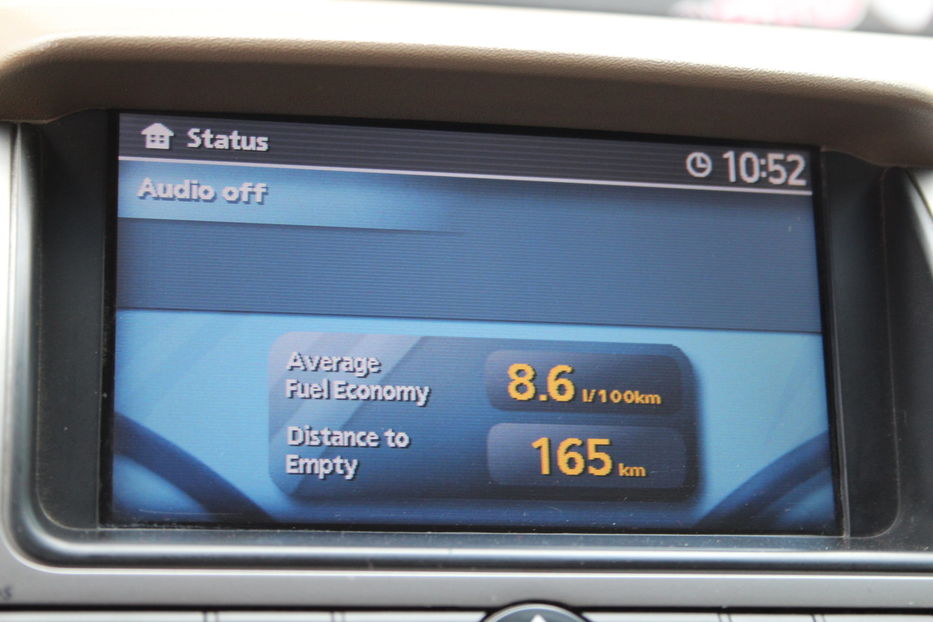 Status
10:52
Audio off
Average
Fuel Economy
8.6 l/100km
Distance to
Empty
165 km